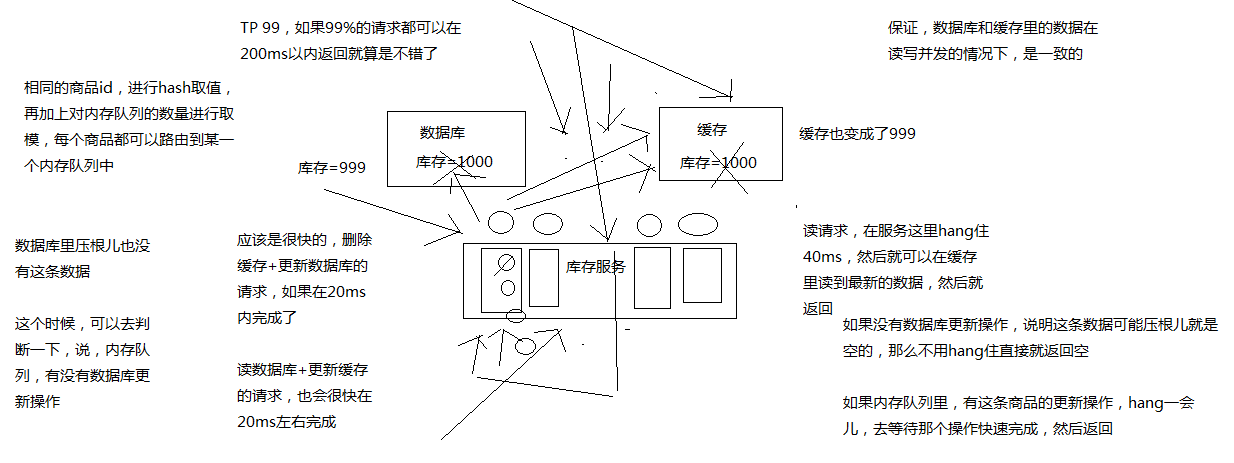 TP 99，如果99%的请求都可以在
200ms以内返回就算是不错了
保证，数据库和缓存里的数据在
读写并发的情况下，是一致的
相同的商品id，进行hash取值，
再加上对内存队列的数量进行取
模，每个商品都可以路由到某一
个内存队列中
数据库
库存=1000
缓存
库存=1000
缓存也变成了999
库存=999
数据库里压根儿也没
有这条数据
这个时候，可以去判
断一下，说，内存队
列，有没有数据库更
新操作
应该是很快的，删除
缓存+更新数据库的
请求，如果在20ms
内完成了
读数据库+更新缓存
的请求，也会很快在
20ms左右完成
库存服务
读请求，在服务这里hang住
40ms，然后就可以在缓存
里读到最新的数据，然后就
返回
如果没有数据库更新操作，说明这条数据可能压根儿就是
空的，那么不用hang住直接就返回空
如果内存队列里，有这条商品的更新操作，hang一会
儿，去等待那个操作快速完成，然后返回